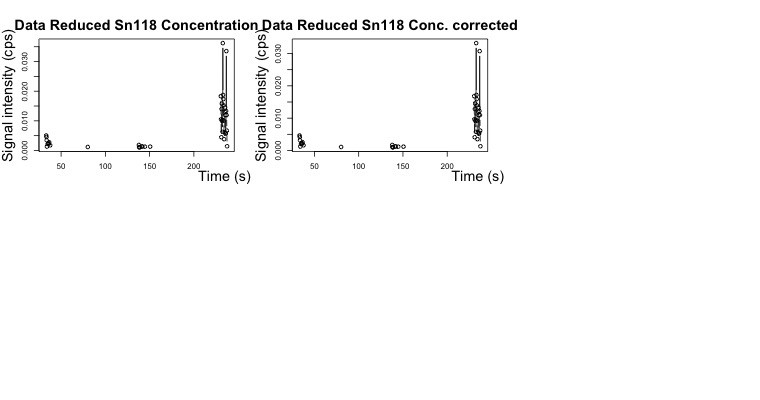 Data Reduced Sn118 Concentration
Signal intensity (cps)
0.000
0.010
0.020
0.030
50
100
150
200
Time (s)
Data Reduced Sn118 Conc. corrected
Signal intensity (cps)
0.000
0.010
0.020
0.030
50
100
150
200
Time (s)